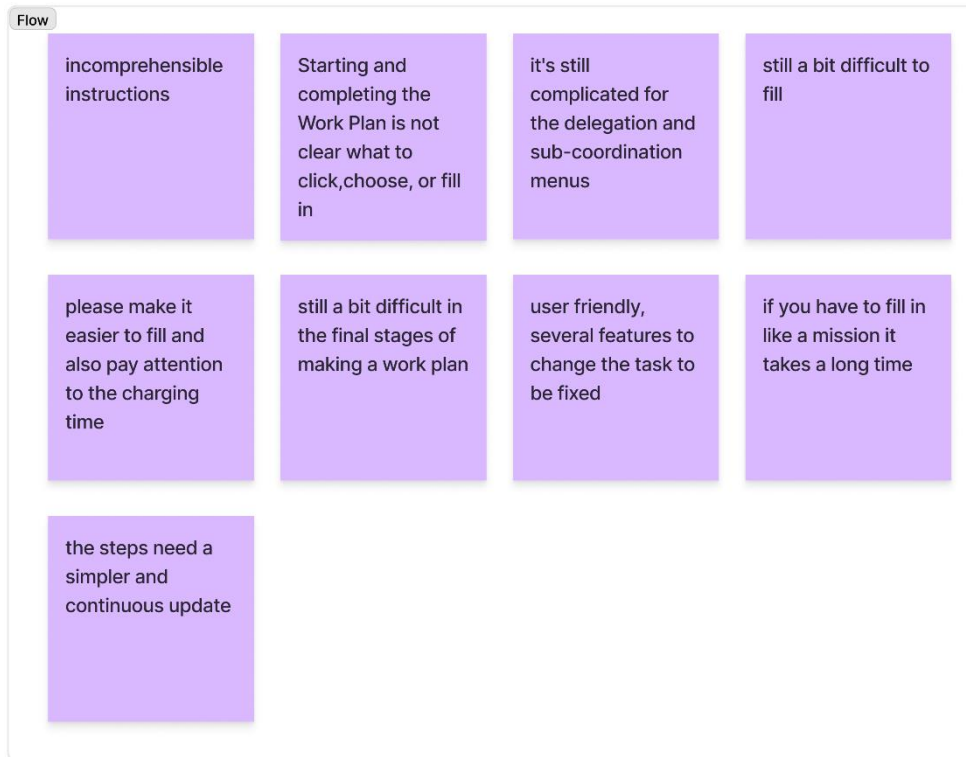 Flow
incomprehensible
instructions
Starting and
completing the
Work Plan is not
clear what to
click,choose, or fill
in
it's still
complicated for
the delegation and
sub-coordination
menus
still a bit difficult to
fill
please make it
easier to fill and
also pay attention
to the charging
time
still a bit difficult in
the final stages of
making a work plan
user friendly,
several features to
change the task to
be fixed
if you have to fill in
like a mission it
takes a long time
the steps need a
simpler and
continuous update